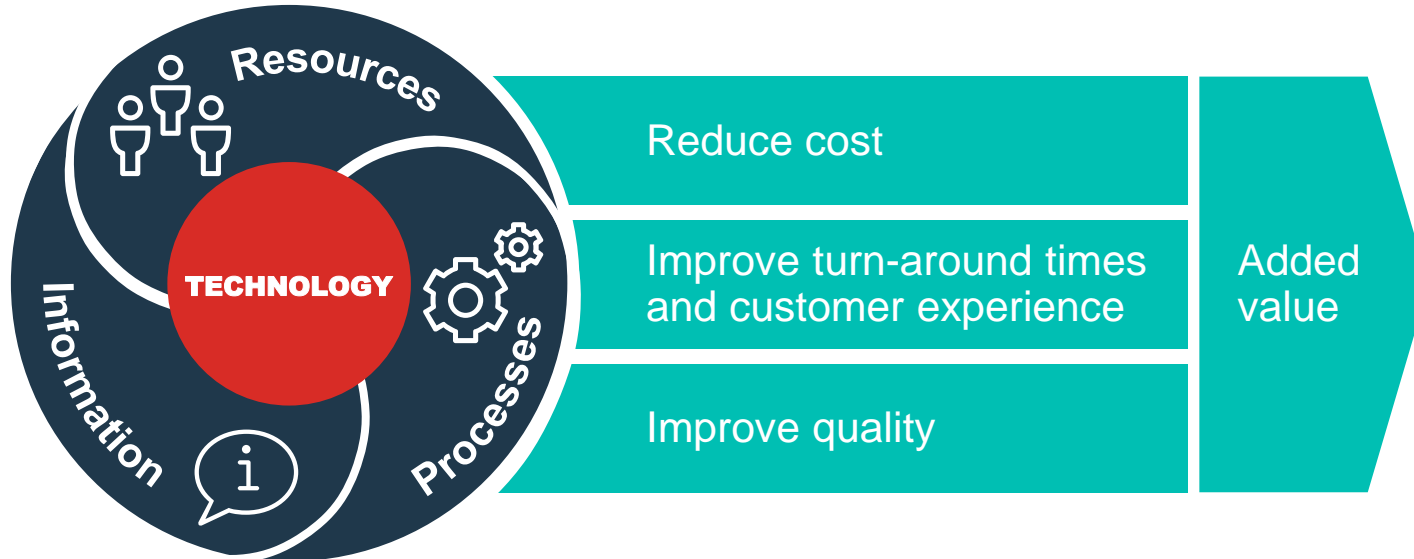 Resources
TECHNOLOGY
Information
i
Processes
Reduce cost
Improve turn-around times
and customer experience
Improve quality
Added
value